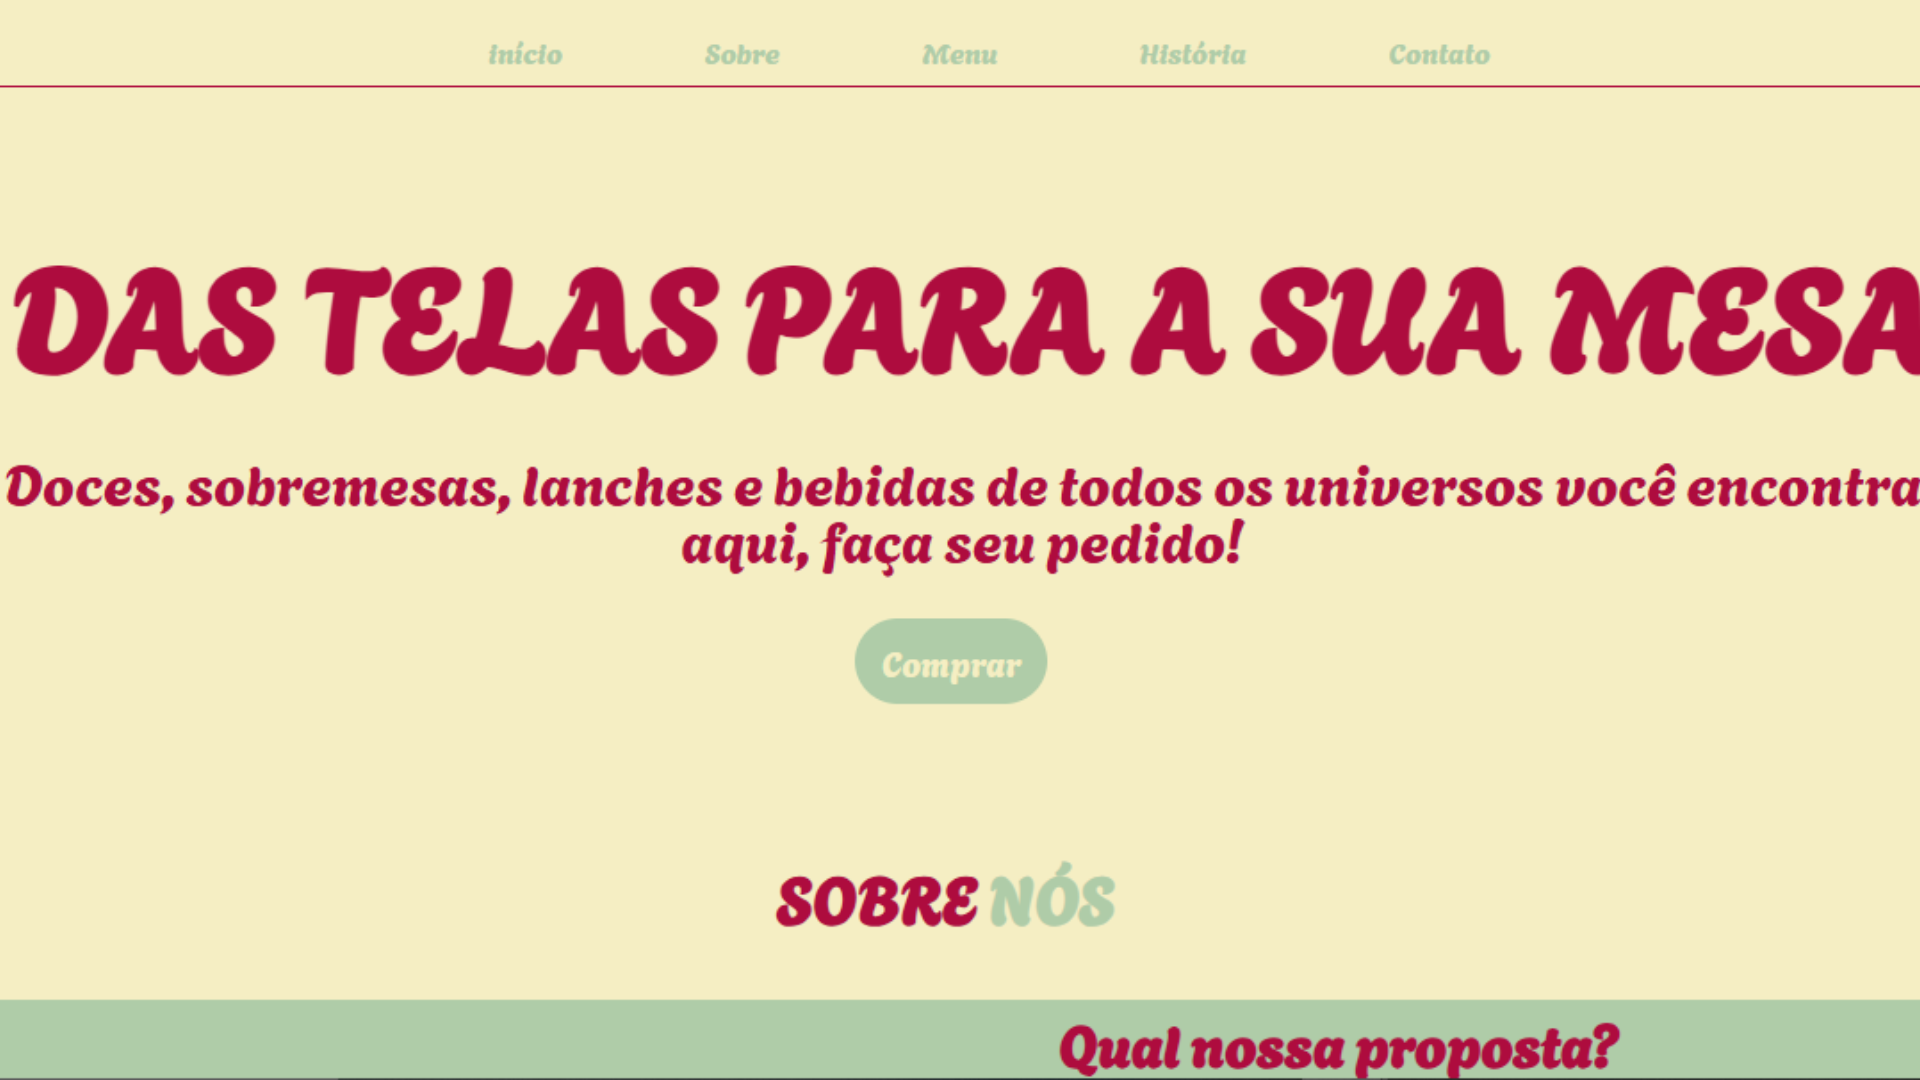 início Sobre Menu História Contato
DAS TELAS PARA A SUA MESA
Doces, sobremesas, lanches e bebidas de todos os universos você encontra
aqui, faça seu pedido!
Comprar
SOBRE NÓS
Qual nossa proposta?